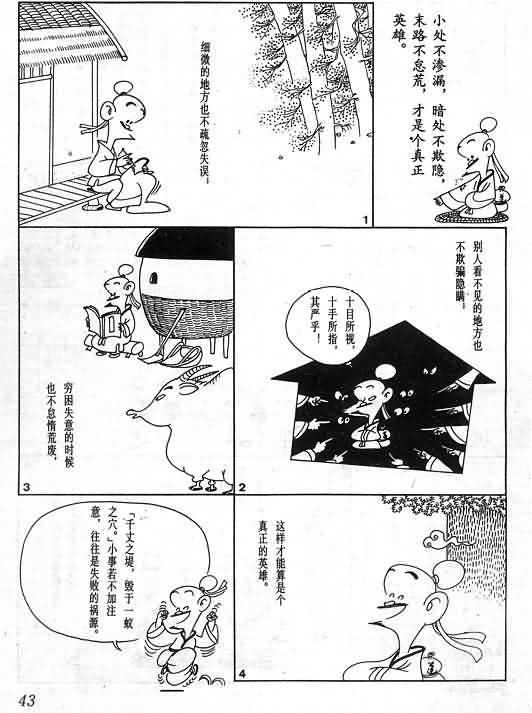 小处不渗漏，暗处不欺隐，
末路不怠荒，才是个真正
英雄。
细微的地方也不疏忽失误；
1
别人看不见的地方也
不欺骗隐瞒；
十目所视，
十手所指，
其严乎！
2
穷困失意的时候
也不怠惰荒废，
3
这样才能算是个
真正的英雄。
4
「千丈之堤，毁于一蚁
之穴。」小事若不加注
意，往往是失败的祸源。
43